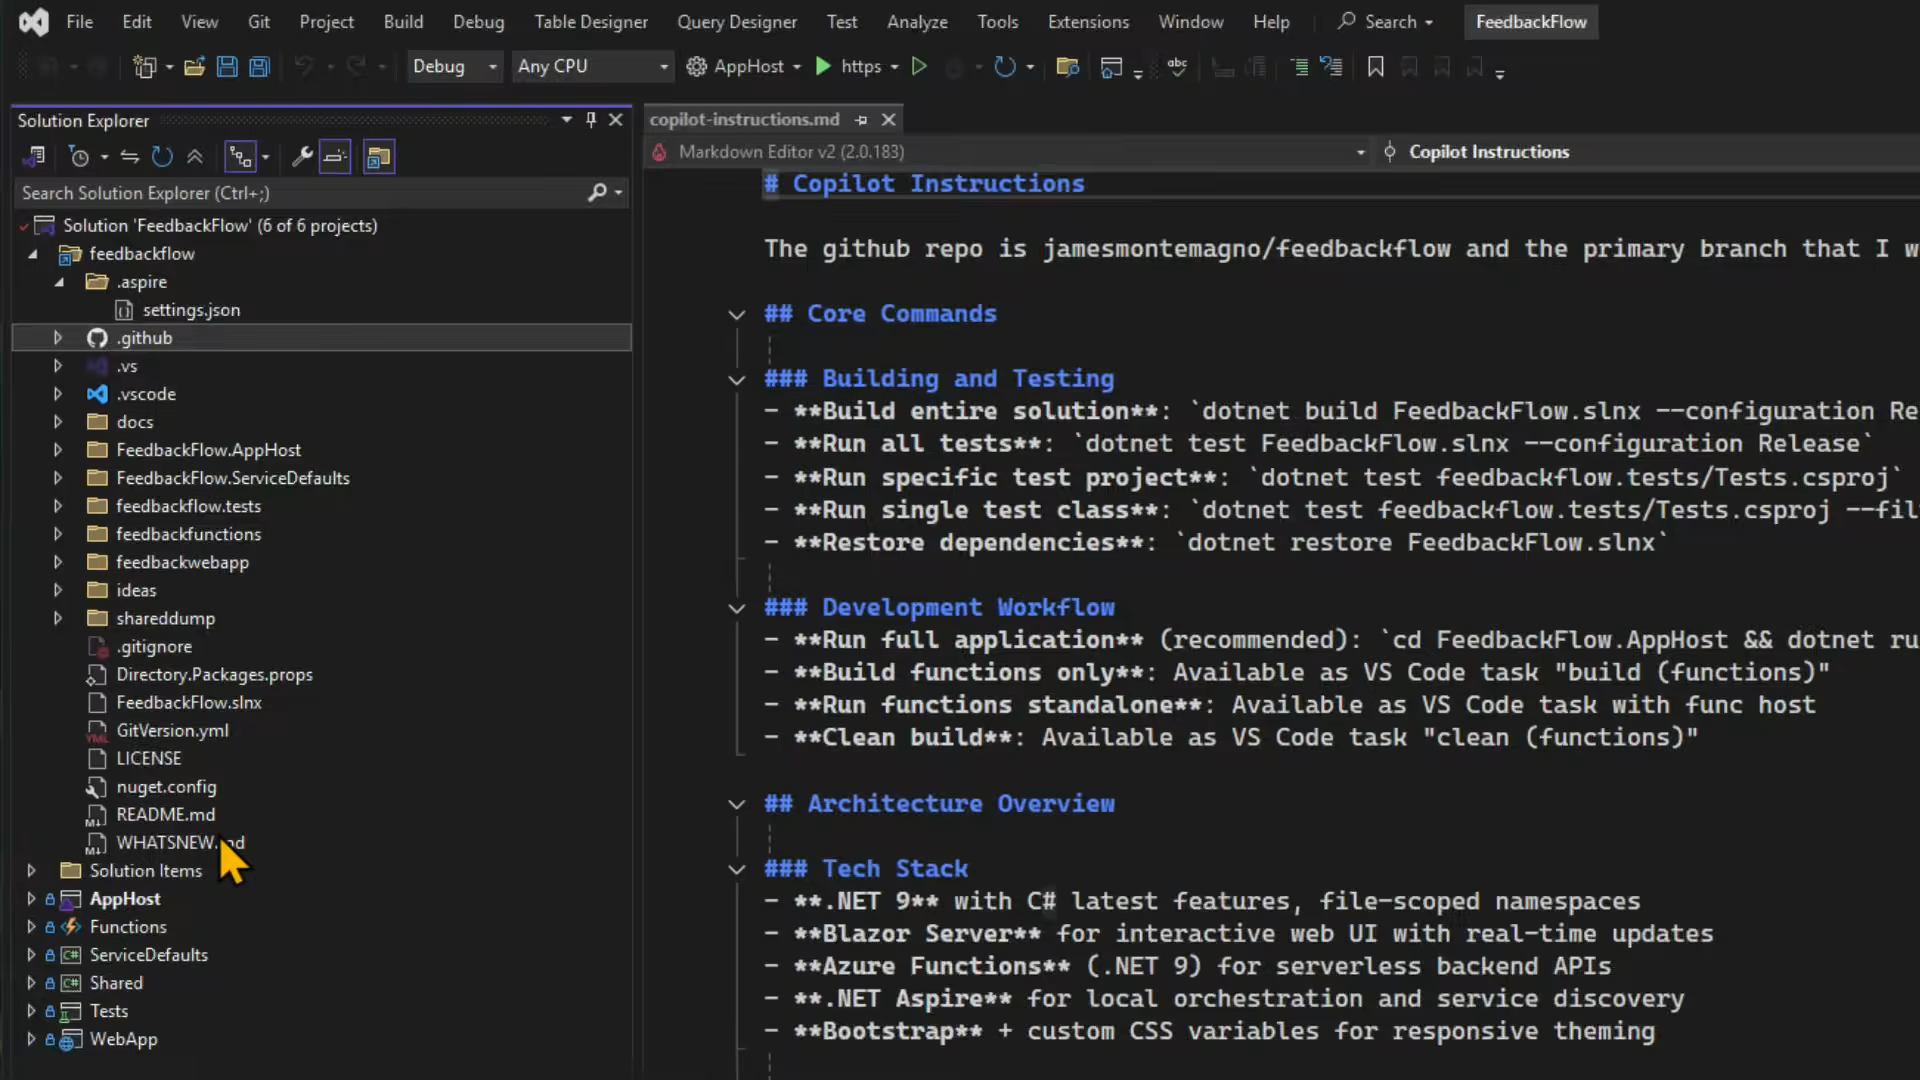 File Edit View Git Project Build Debug Table Designer Query Designer Test Analyze Tools Extensions Window Help Search FeedbackFlow
Debug Any CPU AppHost https
Solution Explorer
Search Solution Explorer (Ctrl+;)
Solution 'FeedbackFlow' (6 of 6 projects)
feedbackflow
.aspire
settings.json
.github
.vs
.vscode
docs
FeedbackFlow.AppHost
FeedbackFlow.ServiceDefaults
feedbackflow.tests
feedbackfunctions
feedbackwebapp
ideas
shareddump
.gitignore
Directory.Packages.props
FeedbackFlow.slnx
GitVersion.yml
LICENSE
nuget.config
README.md
WHATSNEW.md
Solution Items
AppHost
Functions
ServiceDefaults
Shared
Tests
WebApp
copilot-instructions.md
Markdown Editor v2 (2.0.183) Copilot Instructions
# Copilot Instructions
The github repo is jamesmontemagno/feedbackflow and the primary branch that I w
## Core Commands
### Building and Testing
- **Build entire solution**: `dotnet build FeedbackFlow.slnx --configuration Re
- **Run all tests**: `dotnet test FeedbackFlow.slnx --configuration Release`
- **Run specific test project**: `dotnet test feedbackflow.tests/Tests.csproj`
- **Run single test class**: `dotnet test feedbackflow.tests/Tests.csproj --fil
- **Restore dependencies**: `dotnet restore FeedbackFlow.slnx`
### Development Workflow
- **Run full application** (recommended): `cd FeedbackFlow.AppHost && dotnet ru
- **Build functions only**: Available as VS Code task "build (functions)"
- **Run functions standalone**: Available as VS Code task with func host
- **Clean build**: Available as VS Code task "clean (functions)"
## Architecture Overview
### Tech Stack
- **.NET 9** with C# latest features, file-scoped namespaces
- **Blazor Server** for interactive web UI with real-time updates
- **Azure Functions** (.NET 9) for serverless backend APIs
- **.NET Aspire** for local orchestration and service discovery
- **Bootstrap** + custom CSS variables for responsive theming